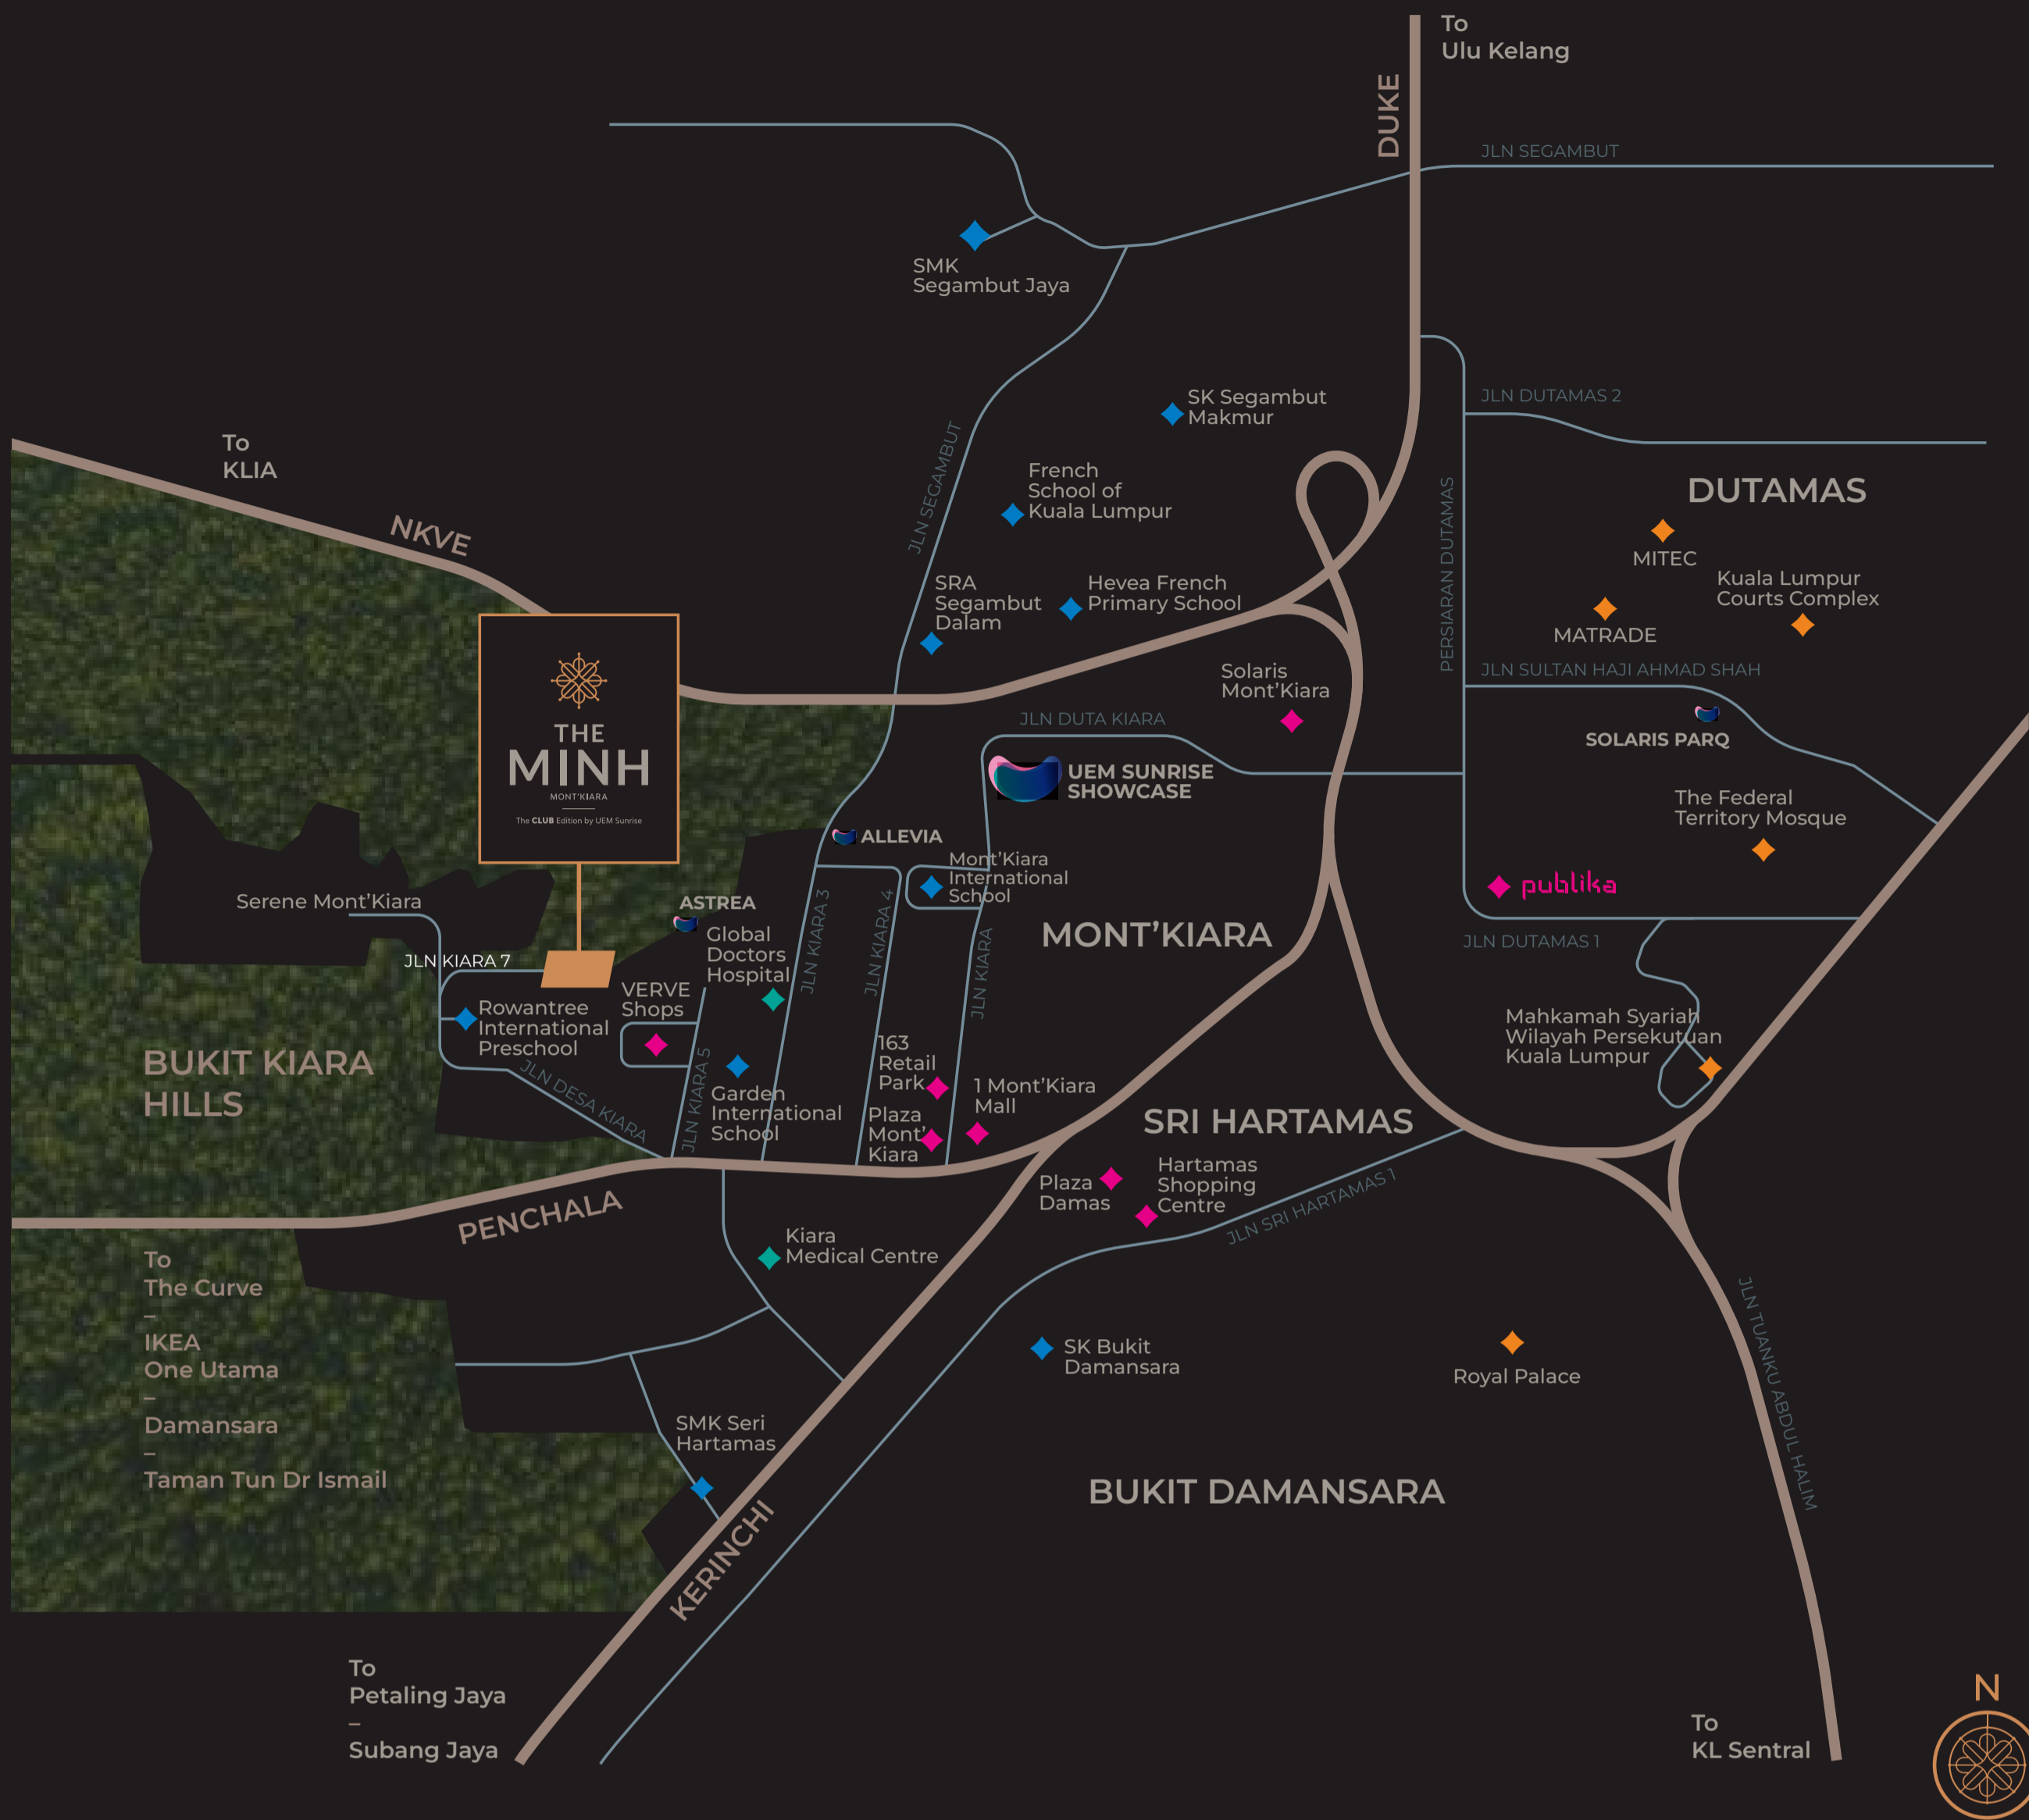 To
Ulu Kelang
DUKE
JLN SEGAMBUT
SMK
Segambut Jaya
JLN DUTAMAS 2
SK Segambut
Makmur
To
KLIA
NKVE
JLN SEGAMBUT
French
School of
Kuala Lumpur
PERSIARAN DUTAMAS
DUTAMAS
MITEC
Kuala Lumpur
Courts Complex
MATRADE
SRA
Segambut
Dalam
Hevea French
Primary School
Solaris
Mont'Kiara
JLN SULTAN HAJI AHMAD SHAH
SOLARIS PARQ
THE
MINH
MONT'KIARA
The CLUB Edition by UEM Sunrise
JLN DUTA KIARA
UEM SUNRISE
SHOWCASE
The Federal
Territory Mosque
ALLEVIA
Mont'Kiara
International
School
publika
Serene Mont'Kiara
ASTREA
Global
Doctors
Hospital
JLN KIARA 3
JLN KIARA 4
JLN KIARA
MONT'KIARA
JLN DUTAMAS 1
JLN KIARA 7
VERVE
Shops
Rowantree
International
Preschool
Mahkamah Syariah
Wilayah Persekutuan
Kuala Lumpur
BUKIT KIARA
HILLS
JLN DESA KIARA
JLN KIARA 5
Garden
International
School
163
Retail
Park
1 Mont'Kiara
Mall
Plaza
Mont'
Kiara
SRI HARTAMAS
Plaza
Damas
Hartamas
Shopping
Centre
JLN SRI HARTAMAS 1
PENCHALA
Kiara
Medical Centre
To
The Curve
–
IKEA
One Utama
–
Damansara
–
Taman Tun Dr Ismail
SK Bukit
Damansara
Royal Palace
JLN TUANKU ABDUL HALIM
SMK Seri
Hartamas
BUKIT DAMANSARA
KERINCHI
To
Petaling Jaya
–
Subang Jaya
To
KL Sentral
N